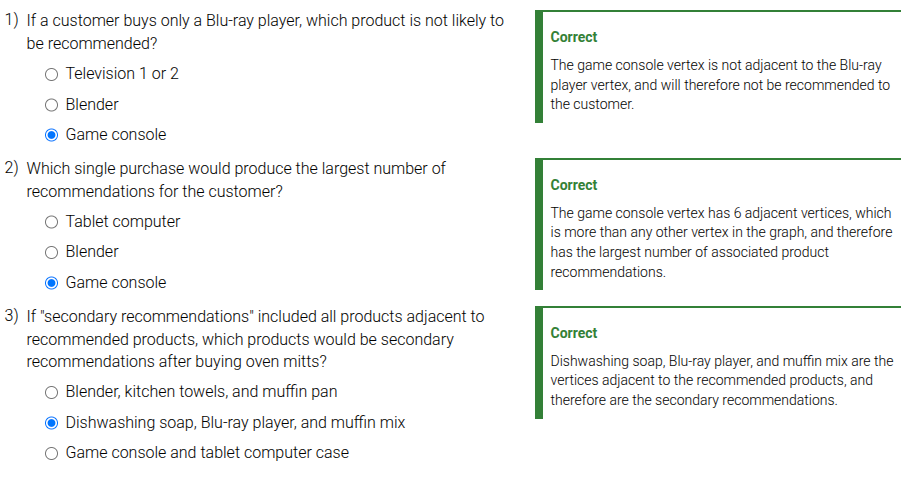 1) If a customer buys only a Blu-ray player, which product is not likely to
be recommended?
Television 1 or 2
Blender
Game console
Correct
The game console vertex is not adjacent to the Blu-ray
player vertex, and will therefore not be recommended to
the customer.
2) Which single purchase would produce the largest number of
recommendations for the customer?
Tablet computer
Blender
Game console
Correct
The game console vertex has 6 adjacent vertices, which
is more than any other vertex in the graph, and therefore
has the largest number of associated product
recommendations.
3) If "secondary recommendations" included all products adjacent to
recommended products, which products would be secondary
recommendations after buying oven mitts?
Blender, kitchen towels, and muffin pan
Dishwashing soap, Blu-ray player, and muffin mix
Game console and tablet computer case
Correct
Dishwashing soap, Blu-ray player, and muffin mix are the
vertices adjacent to the recommended products, and
therefore are the secondary recommendations.